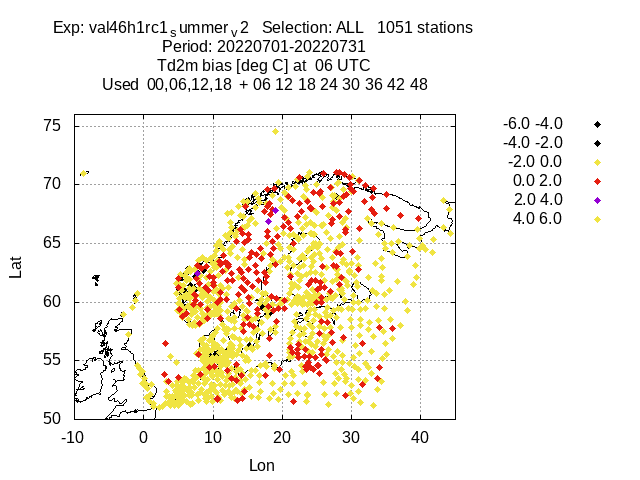 Exp: val46h1rc1summerv2 Selection: ALL 1051 stations
Period: 20220701-20220731
Td2m bias [deg C] at 06 UTC
Used 00,06,12,18 + 06 12 18 24 30 36 42 48
-6.0 -4.0
-4.0 -2.0
-2.0 0.0
0.0 2.0
2.0 4.0
4.0 6.0
75
70
65
60
55
50
Lat
-10 0 10 20 30 40
Lon